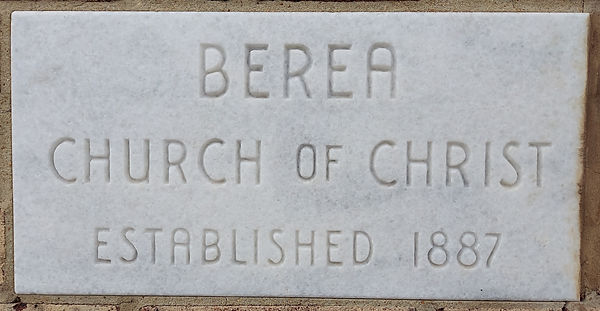 BEREA
CHURCH OF CHRIST
ESTABLISHED 1887